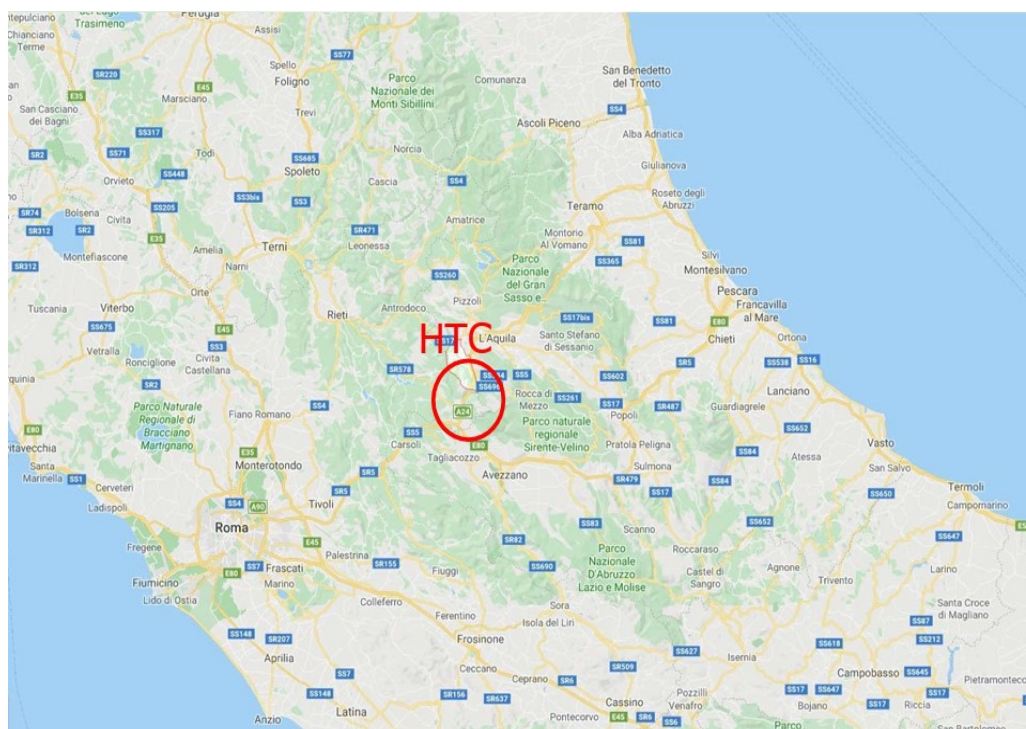 tepulciano
del Lago
Trasimeno
Perugia
Assisi
Chianciano
Terme
SS77
SR220
Spello
Foligno
Parco
Nazionale dei
Monti Sibillini
Comunanza
San Benedetto
del Tronto
E35
E45
Marsciano
San Casciano
dei Bagni
Trevi
SS4
Ascoli Piceno
SS317
Alba Adriatica
SR2
SS71
Todi
SS685
Norcia
Giulianova
Spoleto
Orvieto
SS448
Cascia
SS4
Roseto degli
Abruzzi
SS3bis
SS3
SR74
Bolsena
Civita
SS205
Amatrice
Teramo
SR312
SR2
E35
Terni
SR471
Leonessa
Montorio
Al Vomano
SS81
Amelia
Silvi
Montefiascone
SR312
Narni
SS260
Parco
Nazionale
del Gran
Sasso e...
SS365
Montesilvano
Orte
Pizzoli
Pescara
Tuscania
Viterbo
Antrodoco
Francavilla
al Mare
SS675
E45
Rieti
SS17bis
SS81
E80
HTC
SS17
L'Aquila
Santo Stefano
di Sessanio
Chieti
Ortona
SS3
Vetralla
Ronciglione
Civita
Castellana
SR578
SS5
SS602
SR5
SS538
SS16
arquinia
SR2
SS696
Rocca di
Mezzo
SS261
Lanciano
Parco Naturale
Regionale di
Bracciano
Martignano
Fiano Romano
SS4
A24
SS17
SR487
Guardiagrele
Popoli
E80
SS5
Carsoli
E80
Parco naturale
regionale
Sirente-Velino
SS652
Vasto
vitavecchia
E35
Tagliacozzo
Pratola Peligna
SS84
Atessa
San Salvo
Santa
Marinella
SS1
Monterotondo
SR5
Avezzano
Sulmona
Cerveteri
SR479
SS84
SS650
Termoli
Ladispoli
SS4
A90
Tivoli
SR5
SS17
Campomarino
Roma
SS83
Scanno
SS652
E45
SR82
SS647
Fregene
Palestrina
SR155
Parco
Nazionale
D'Abruzzo
Lazio e Molise
Roccaraso
E80
SS7
Frascati
SS690
Castel di
Sangro
Agnone
Larino
Fiumicino
Marino
Fiuggi
Trivento
Lido di Ostia
Colleferro
Sora
Santa Croce
di Magliano
Ferentino
Isola del Liri
SS87
SS148
SR207
Frosinone
SS627
SS618
SS212
Aprilia
Isernia
SS7
Ceccano
SR509
Campobasso
SS645
Ceprano
SR6
Pozzilli
Venafro
Pietramonteco
SS148
SR156
SR637
Cassino
SS17
SS647
SS17
Anzio
Latina
Pontecorvo
E45
SR6
SS6
Bojano
Riccia
Parco
San Bartolomeo